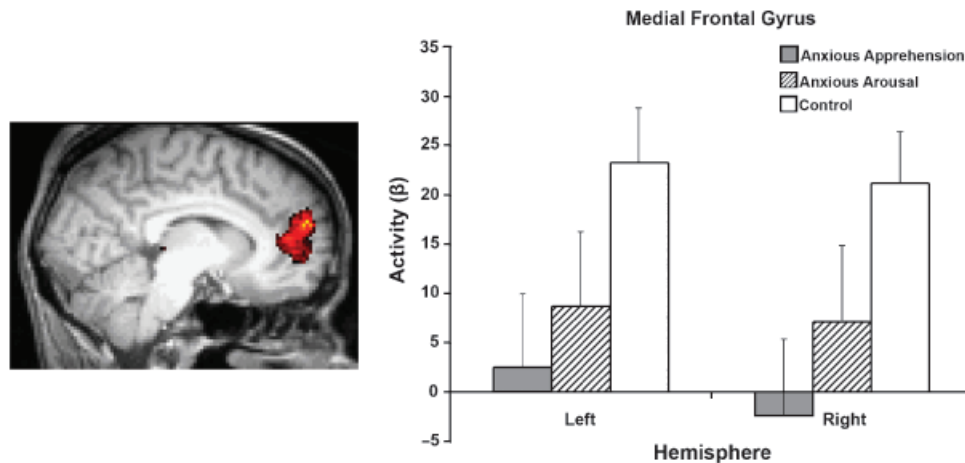 Medial Frontal Gyrus
35
30
25
20
15
10
5
0
−5
Activity (β)
Anxious Apprehension
Anxious Arousal
Control
Left
Right
Hemisphere